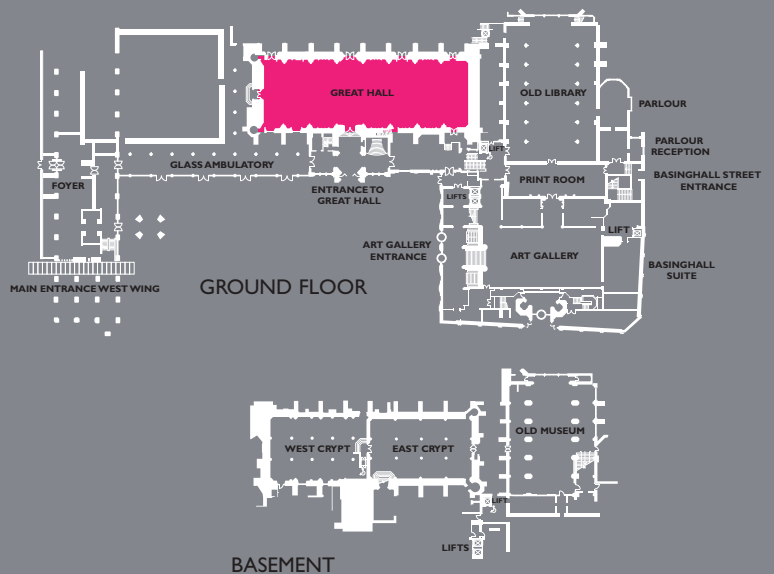 GREAT HALL
OLD LIBRARY
PARLOUR
LIFT
PARLOUR
RECEPTION
GLASS AMBULATORY
FOYER
PRINT ROOM
BASINGHALL STREET
ENTRANCE
ENTRANCE TO
GREAT HALL
LIFTS
LIFT
ART GALLERY
ENTRANCE
ART GALLERY
BASINGHALL
SUITE
MAIN ENTRANCE WEST WING
GROUND FLOOR
WEST CRYPT
EAST CRYPT
OLD MUSEUM
LIFT
LIFTS
BASEMENT